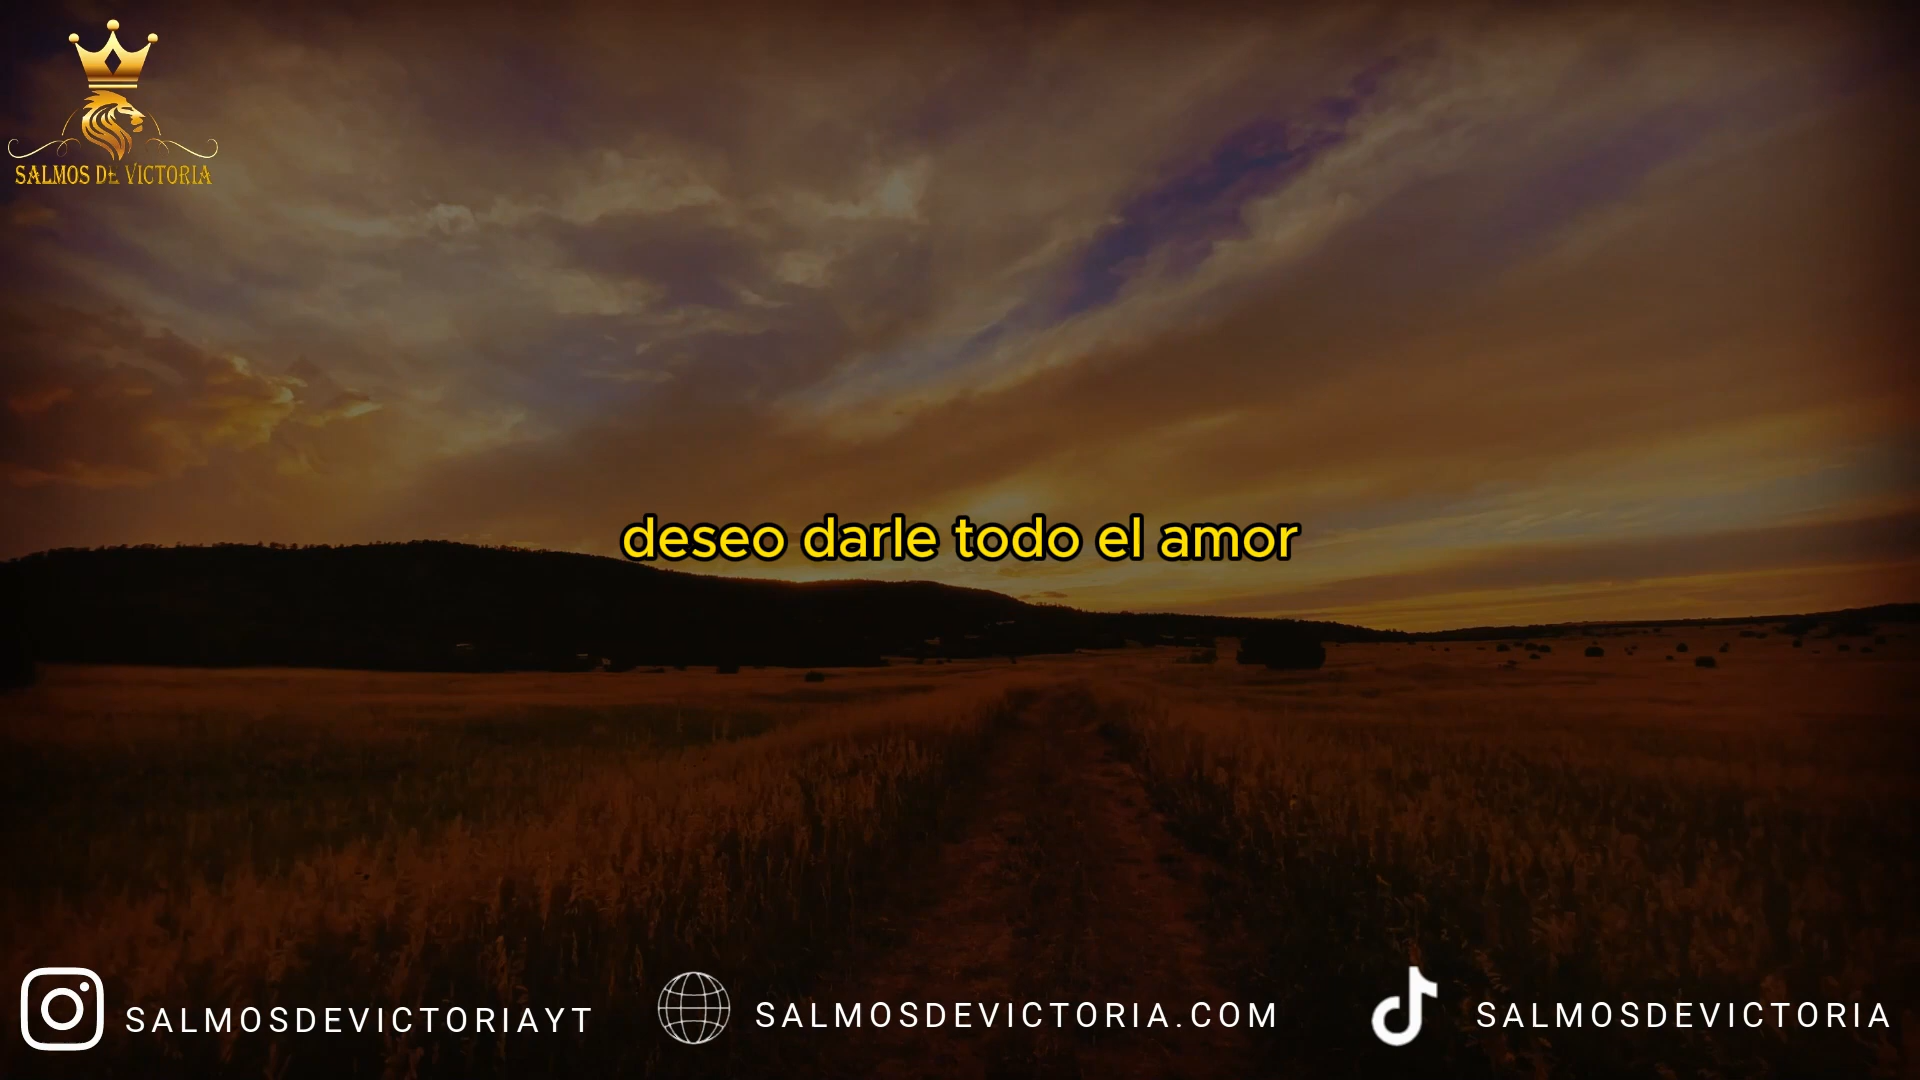 SALMOS DE VICTORIA
deseo darle todo el amor
SALMOSDEVICTORIAYT
SALMOSDEVICTORIA.COM
SALMOSDEVICTORIA